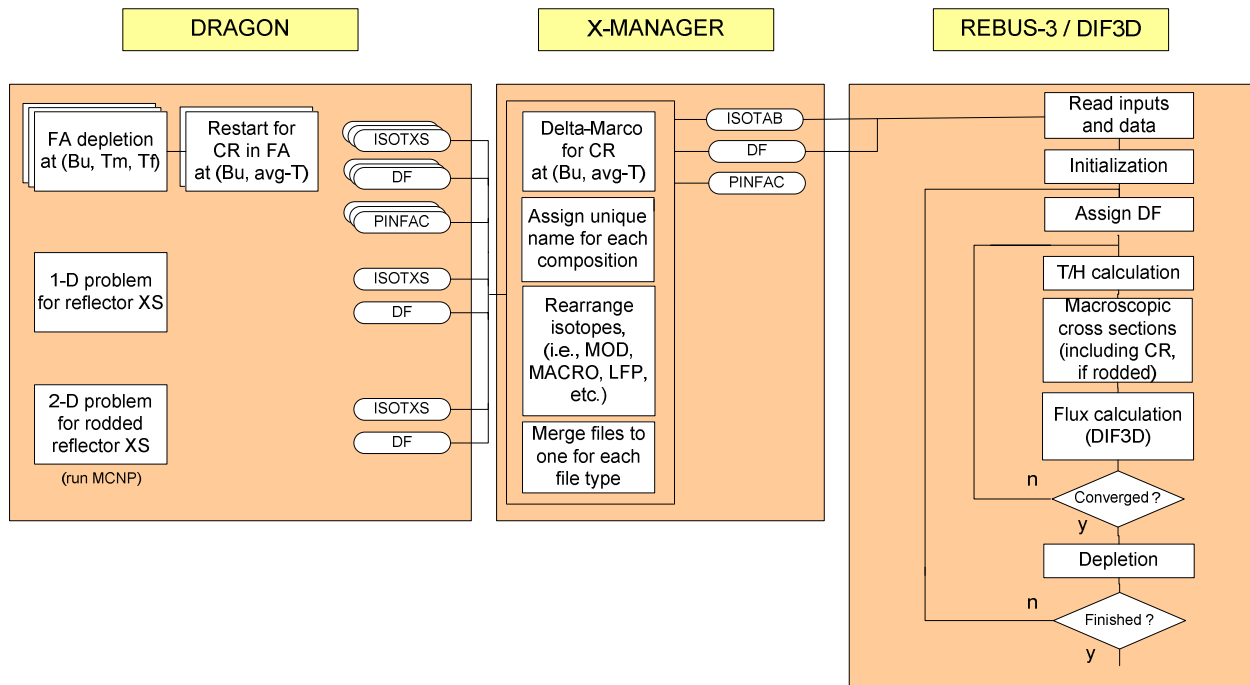 DRAGON
X-MANAGER
REBUS-3 / DIF3D
FA depletion
at (Bu, Tm, Tf)
Restart for
CR in FA
at (Bu, avg-T)
ISOTXS
DF
PINFAC
1-D problem
for reflector XS
ISOTXS
DF
2-D problem
for rodded
reflector XS
(run MCNP)
ISOTXS
DF
Delta-Marco
for CR
at (Bu, avg-T)
Assign unique
name for each
composition
Rearrange
isotopes,
(i.e., MOD,
MACRO, LFP,
etc.)
Merge files to
one for each
file type
ISOTAB
DF
PINFAC
Read inputs
and data
Initialization
Assign DF
T/H calculation
Macroscopic
cross sections
(including CR,
if rodded)
Flux calculation
(DIF3D)
n
Converged ?
y
Depletion
n
Finished ?
y